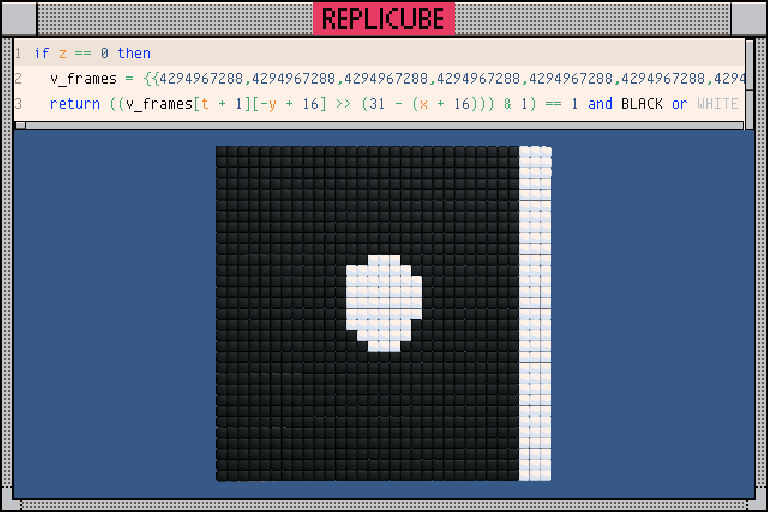 REPLICUBE
1 if z == 0 then
2 v_frames = {{4294967288,4294967288,4294967288,4294967288,4294967288,4294967288,4294
3 return ((v_frames[t + 1][-y + 16] >> (31 - (x + 16))) & 1) == 1 and BLACK or WHITE